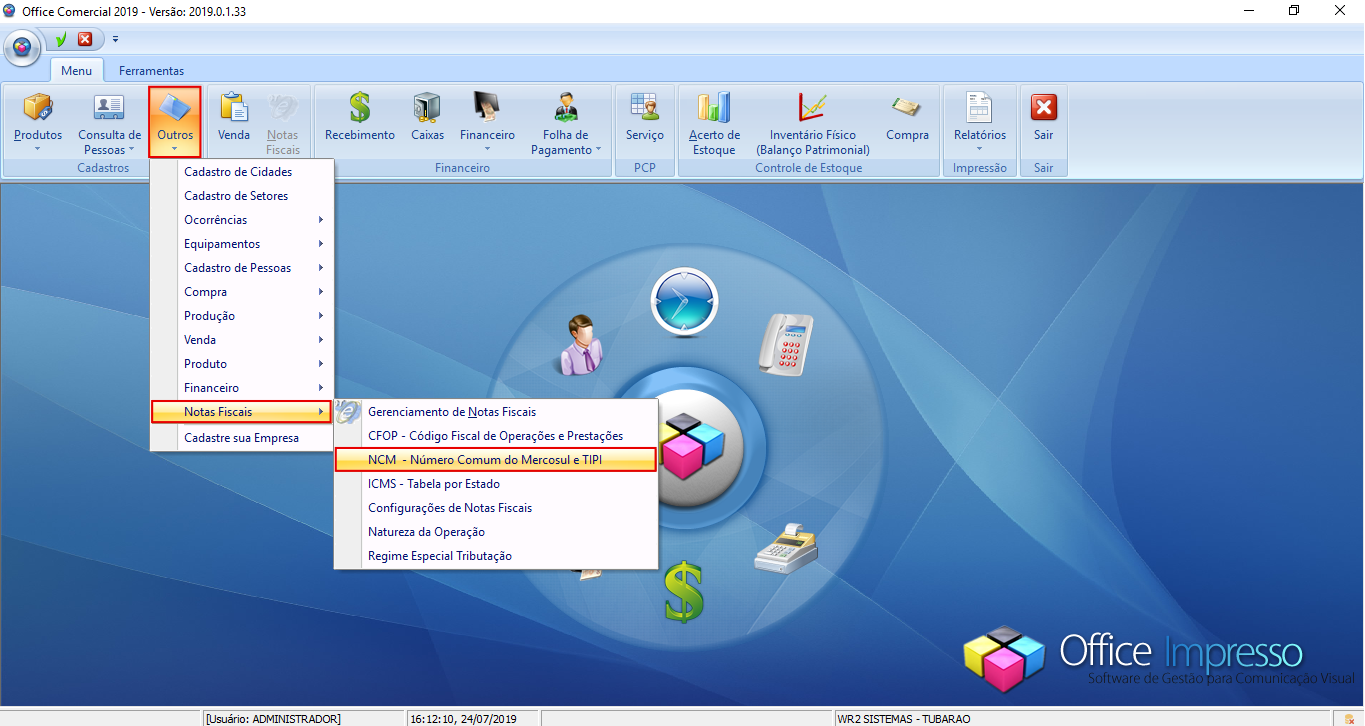 Office Comercial 2019 - Versão: 2019.0.1.33
Menu
Ferramentas
Produtos
Consulta de
Pessoas
Outros
Cadastros
Venda
Notas
Fiscais
Recebimento
Caixas
Financeiro
Folha de
Pagamento
Financeiro
Serviço
PCP
Acerto de
Estoque
Inventário Físico
(Balanço Patrimonial)
Compra
Controle de Estoque
Relatórios
Impressão
Sair
Sair
Cadastro de Cidades
Cadastro de Setores
Ocorrências
Equipamentos
Cadastro de Pessoas
Compra
Produção
Venda
Produto
Financeiro
Notas Fiscais
Cadastre sua Empresa
Gerenciamento de Notas Fiscais
CFOP - Código Fiscal de Operações e Prestações
NCM - Número Comum do Mercosul e TIPI
ICMS - Tabela por Estado
Configurações de Notas Fiscais
Natureza da Operação
Regime Especial Tributação
Office Impresso
Software de Gestão para Comunicação Visual
[Usuário: ADMINISTRADOR]
16:12:10, 24/07/2019
WR2 SISTEMAS - TUBARAO